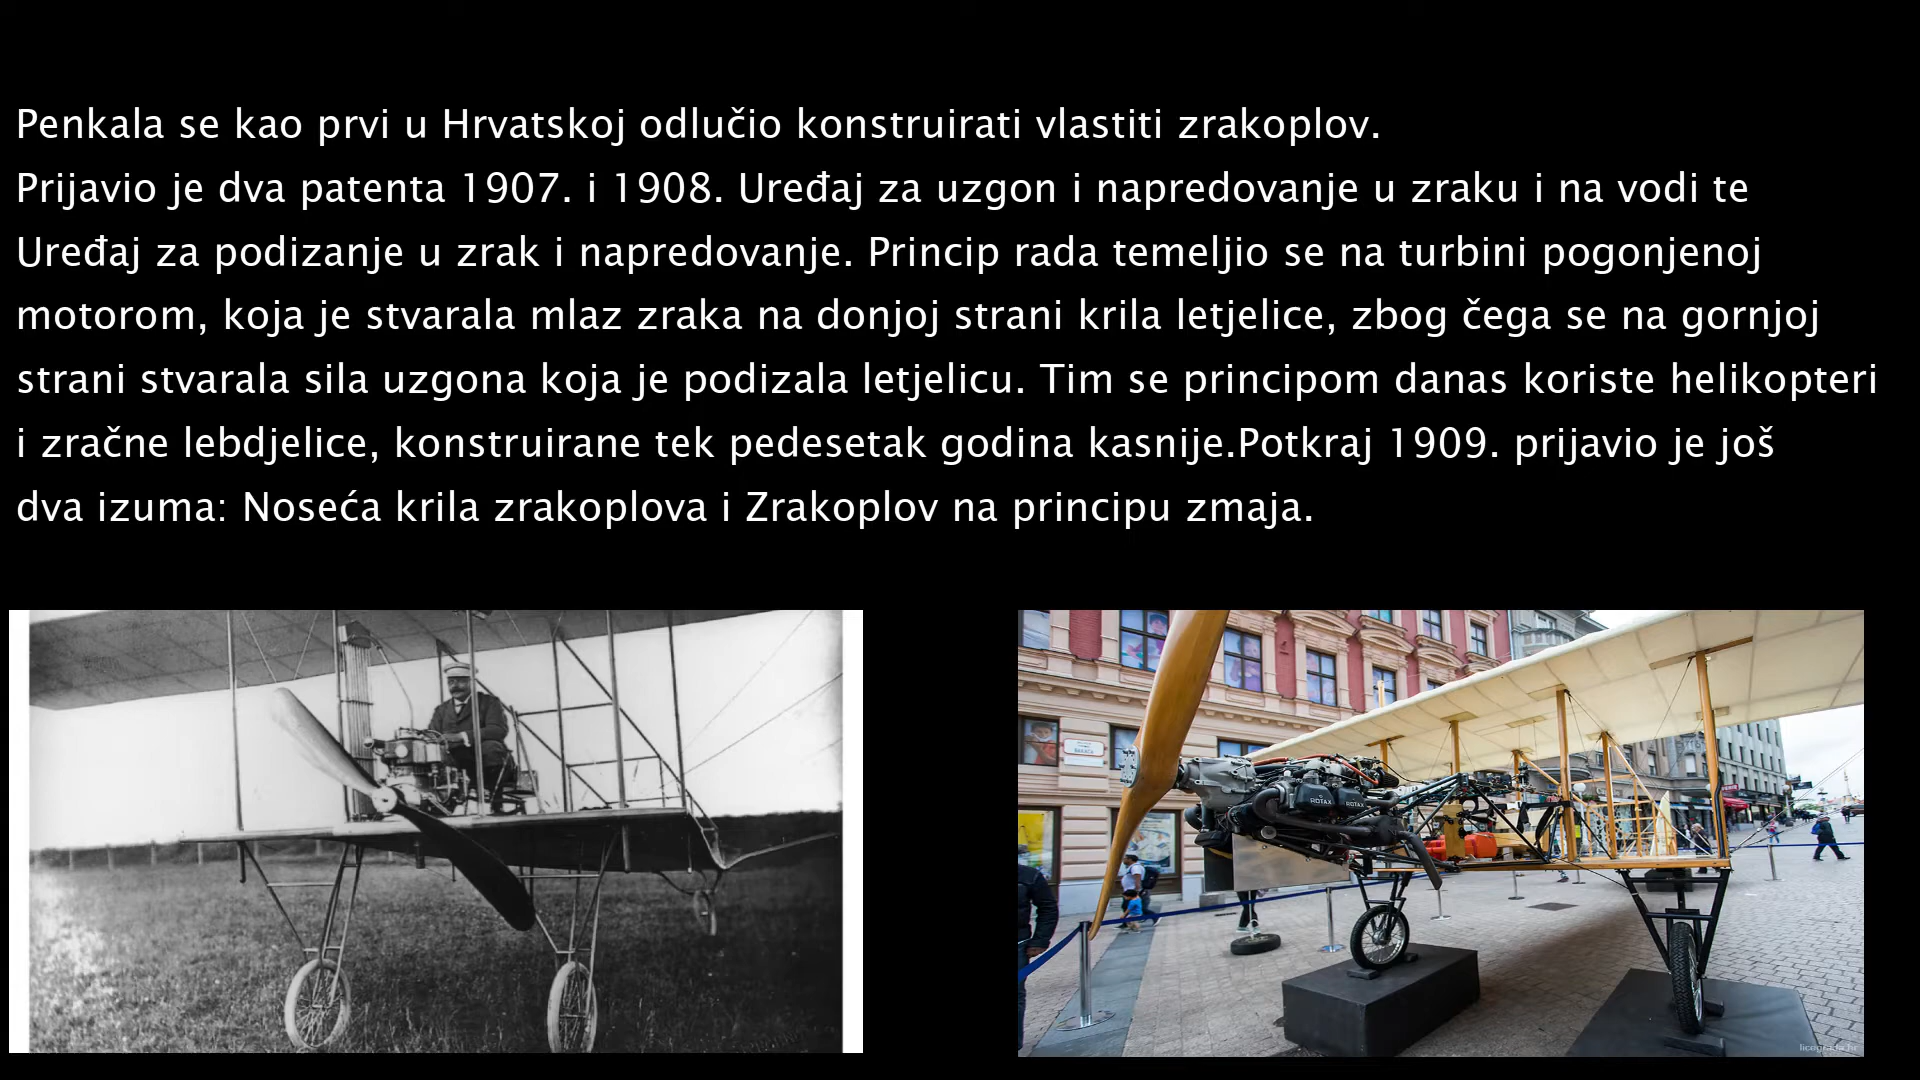 Penkala se kao prvi u Hrvatskoj odlučio konstruirati vlastiti zrakoplov.
Prijavio je dva patenta 1907. i 1908. Uređaj za uzgon i napredovanje u zraku i na vodi te
Uređaj za podizanje u zrak i napredovanje. Princip rada temeljio se na turbini pogonjenoj
motorom, koja je stvarala mlaz zraka na donjoj strani krila letjelice, zbog čega se na gornjoj
strani stvarala sila uzgona koja je podizala letjelicu. Tim se principom danas koriste helikopteri
i zračne lebdjelice, konstruirane tek pedesetak godina kasnije.Potkraj 1909. prijavio je još
dva izuma: Noseća krila zrakoplova i Zrakoplov na principu zmaja.
ROTAX ROTAX
licegrada.hr